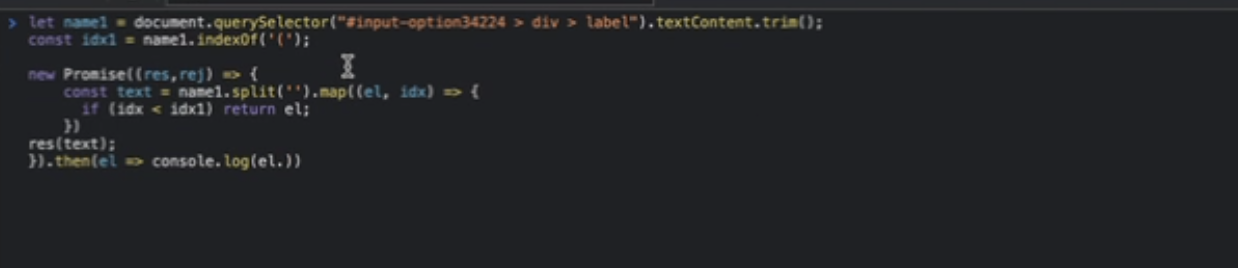 > let name1 = document.querySelector("#input-option34224 > div > label").textContent.trim();
const idx1 = name1.indexOf('(');
new Promise((res,rej) => {
const text = name1.split('').map((el, idx) => {
if (idx < idx1) return el;
})
res(text);
}).then(el => console.log(el.))